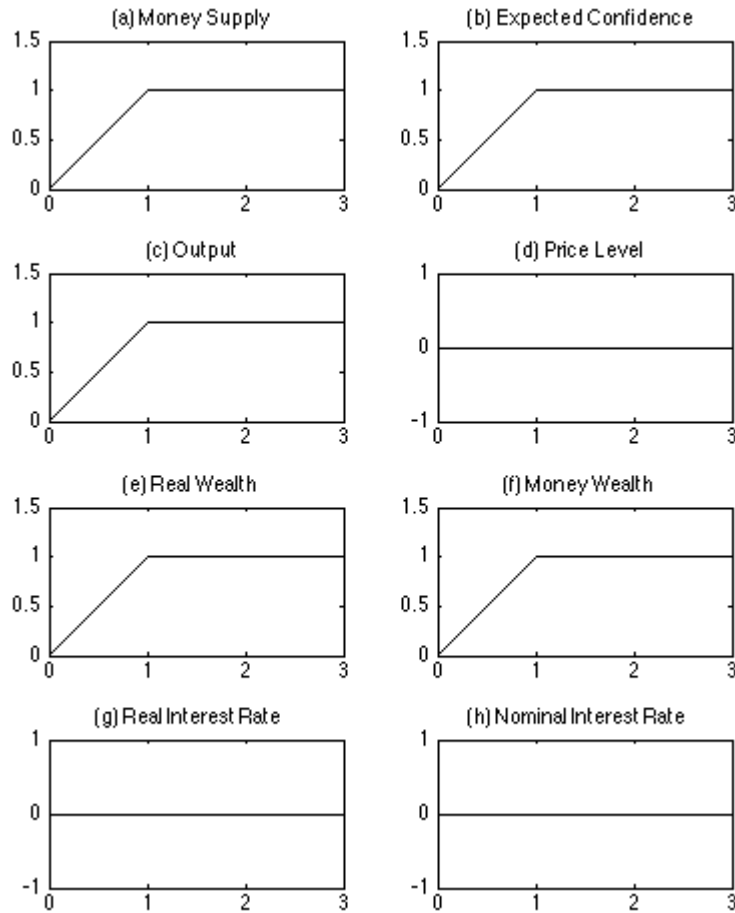 (a) Money Supply
1.5
1
0.5
0
0 1 2 3
(b) Expected Confidence
1.5
1
0.5
0
0 1 2 3
(c) Output
1.5
1
0.5
0
0 1 2 3
(d) Price Level
1
0
-1
0 1 2 3
(e) Real Wealth
1.5
1
0.5
0
0 1 2 3
(f) Money Wealth
1.5
1
0.5
0
0 1 2 3
(g) Real Interest Rate
1
0
-1
0 1 2 3
(h) Nominal Interest Rate
1
0
-1
0 1 2 3